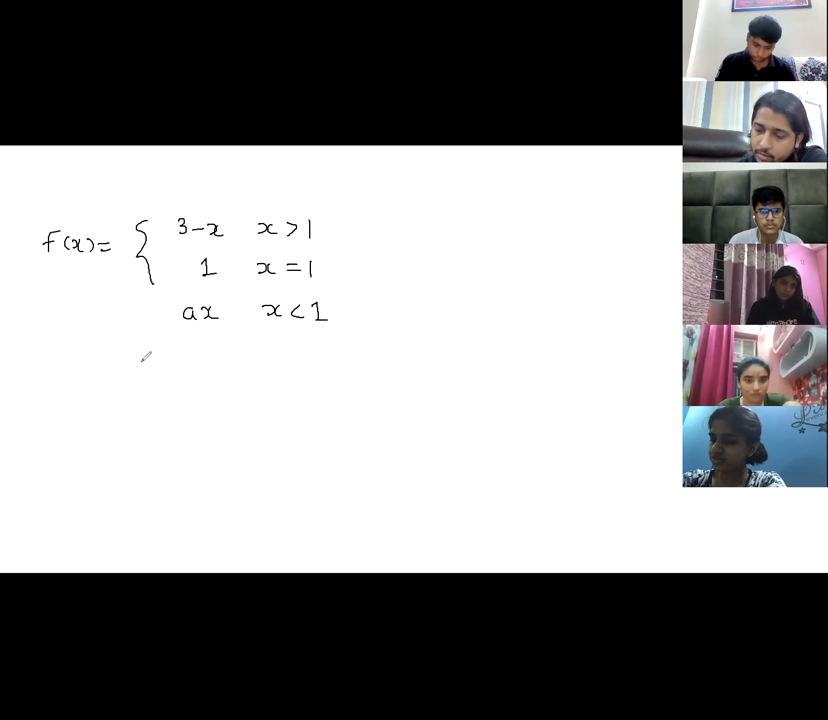 F(x) = { 3-x x > 1
1 x = 1
ax x < 1